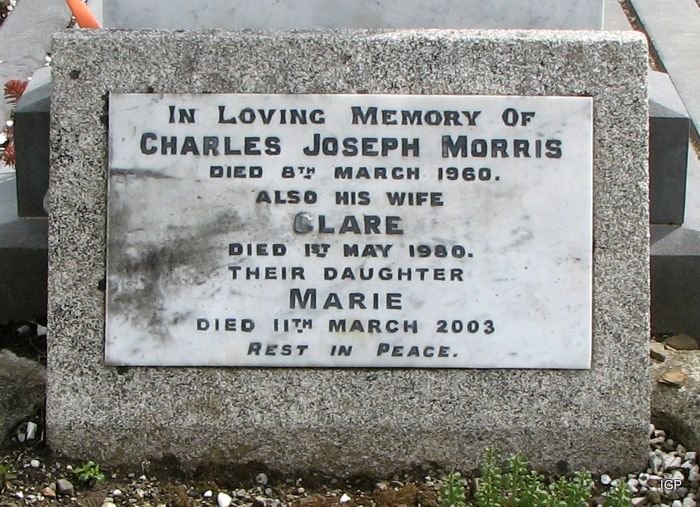 In Loving Memory Of
Charles Joseph Morris
DIED 8TH MARCH 1960.
ALSO HIS WIFE
CLARE
DIED 1ST MAY 1980.
THEIR DAUGHTER
MARIE
DIED 11TH MARCH 2003
Rest in Peace.
IGP